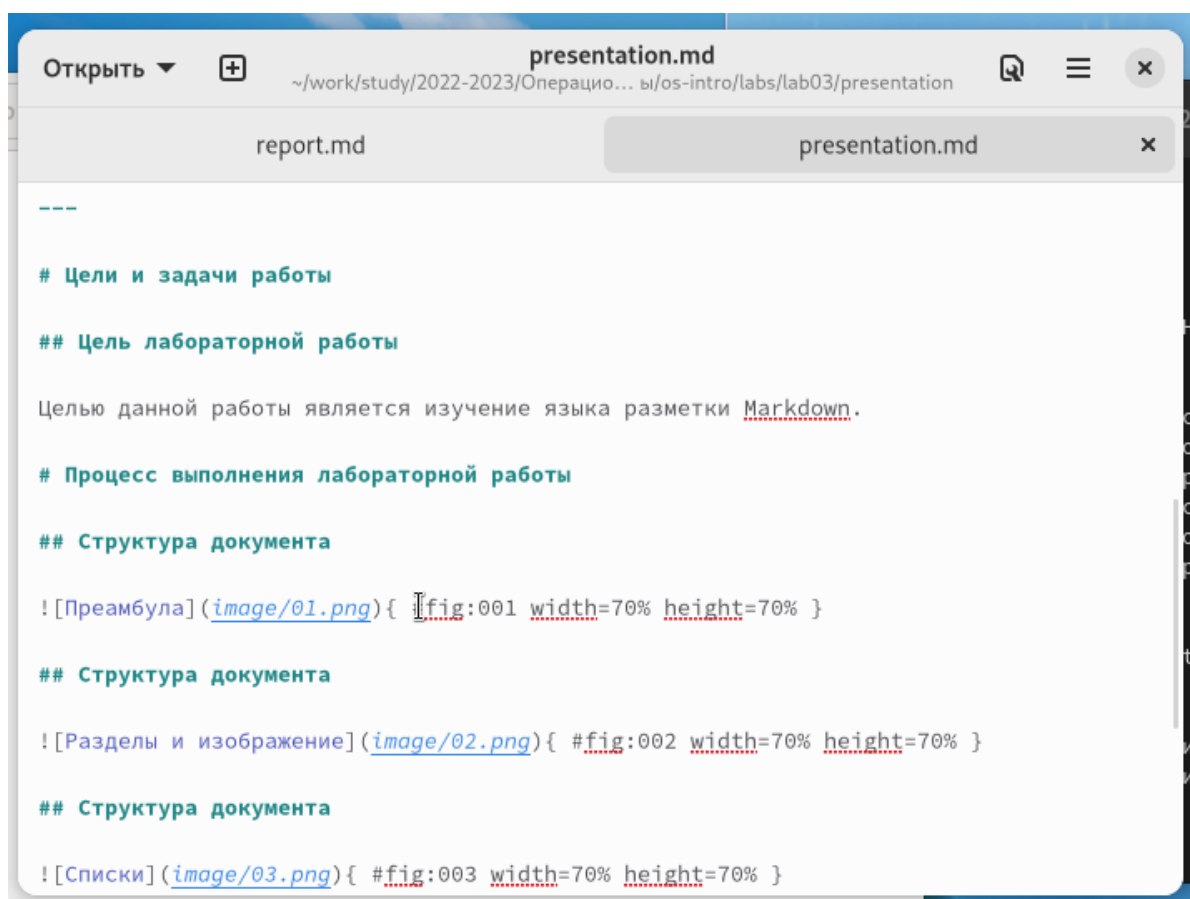 Открыть
presentation.md
~/work/study/2022-2023/Операцио... ы/os-intro/labs/lab03/presentation
report.md
presentation.md
---
# Цели и задачи работы
## Цель лабораторной работы
Целью данной работы является изучение языка разметки Markdown.
# Процесс выполнения лабораторной работы
## Структура документа
![Преамбула](image/01.png){ #fig:001 width=70% height=70% }
## Структура документа
![Разделы и изображение](image/02.png){ #fig:002 width=70% height=70% }
## Структура документа
![Списки](image/03.png){ #fig:003 width=70% height=70% }